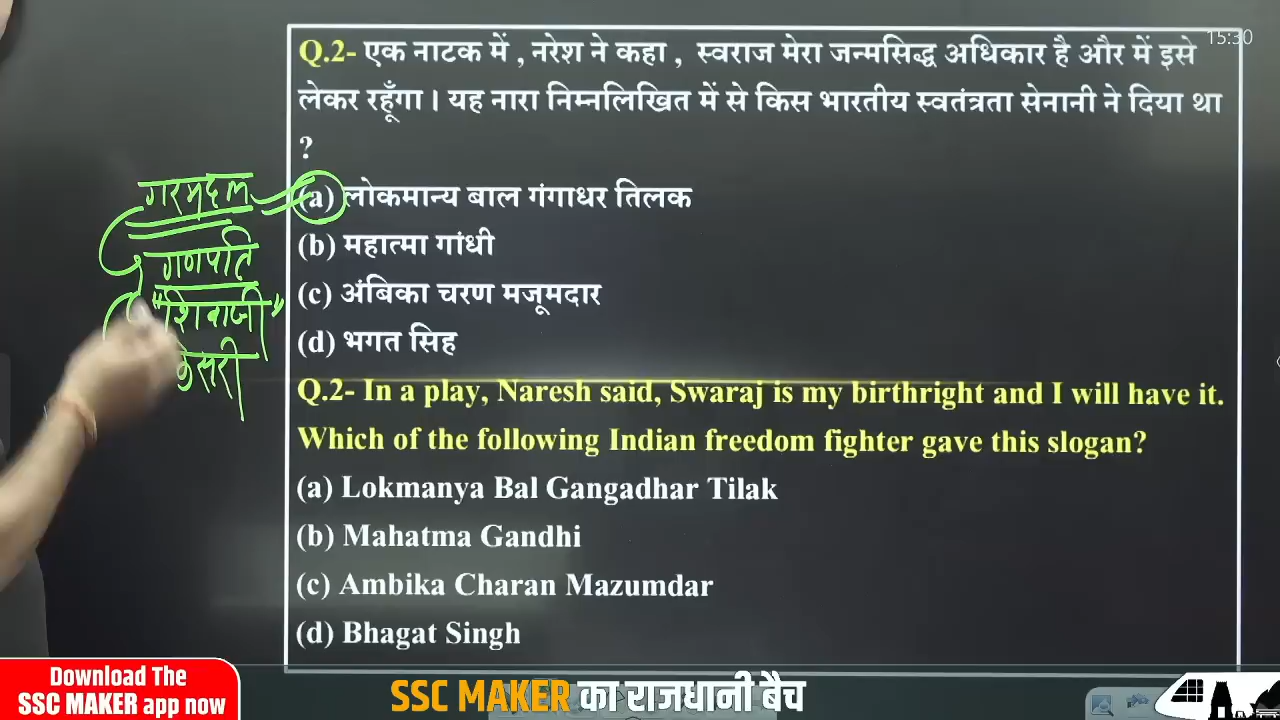 15:30
Q.2- एक नाटक में , नरेश ने कहा , स्वराज मेरा जन्मसिद्ध अधिकार है और में इसे
लेकर रहूँगा । यह नारा निम्नलिखित में से किस भारतीय स्वतंत्रता सेनानी ने दिया था
?
(a) लोकमान्य बाल गंगाधर तिलक
(b) महात्मा गांधी
(c) अंबिका चरण मजूमदार
(d) भगत सिंह
गरमदल
गणपति
"शिवाजी"
केसरी
Q.2- In a play, Naresh said, Swaraj is my birthright and I will have it.
Which of the following Indian freedom fighter gave this slogan?
(a) Lokmanya Bal Gangadhar Tilak
(b) Mahatma Gandhi
(c) Ambika Charan Mazumdar
(d) Bhagat Singh
Download The
SSC MAKER app now
SSC MAKER का राजधानी बैच